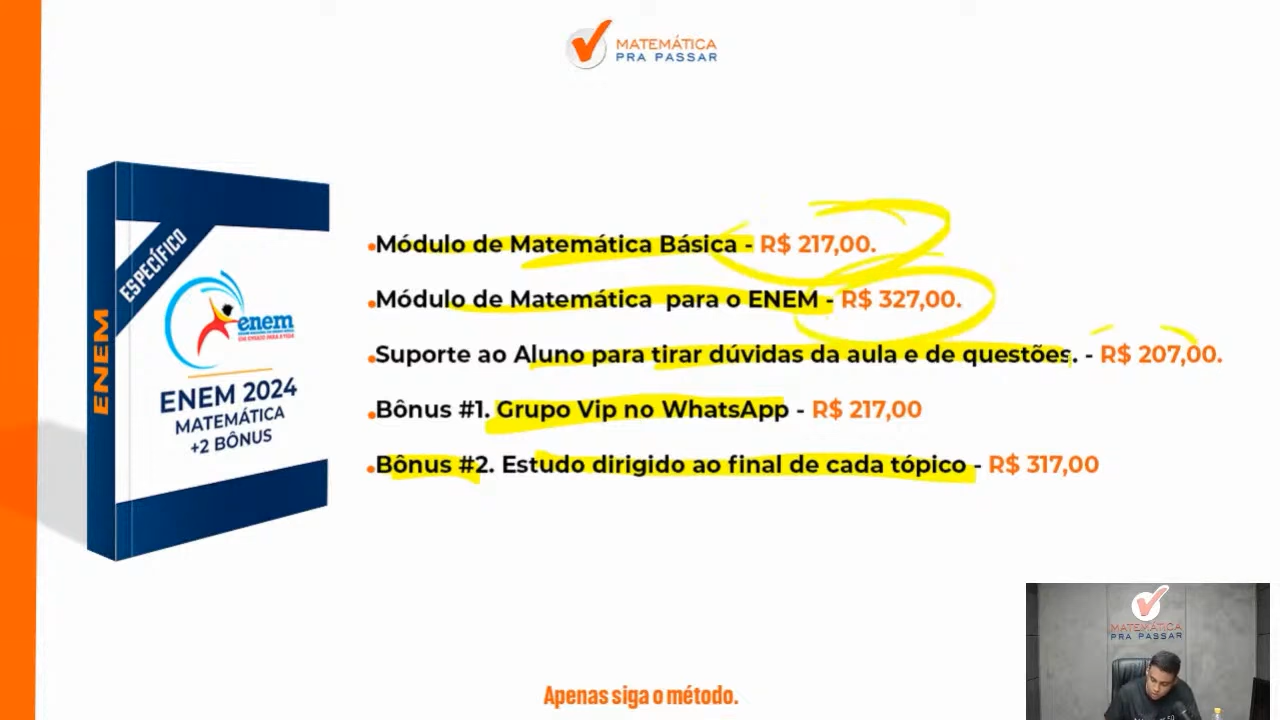 MATEMÁTICA
PRA PASSAR
ESPECÍFICO
ENEM
enem
ENEM 2024
MATEMÁTICA
+2 BÔNUS
•Módulo de Matemática Básica - R$ 217,00.
•Módulo de Matemática para o ENEM - R$ 327,00.
•Suporte ao Aluno para tirar dúvidas da aula e de questões. - R$ 207,00.
•Bônus #1. Grupo Vip no WhatsApp - R$ 217,00
•Bônus #2. Estudo dirigido ao final de cada tópico - R$ 317,00
MATEMÁTICA
PRA PASSAR
Apenas siga o método.